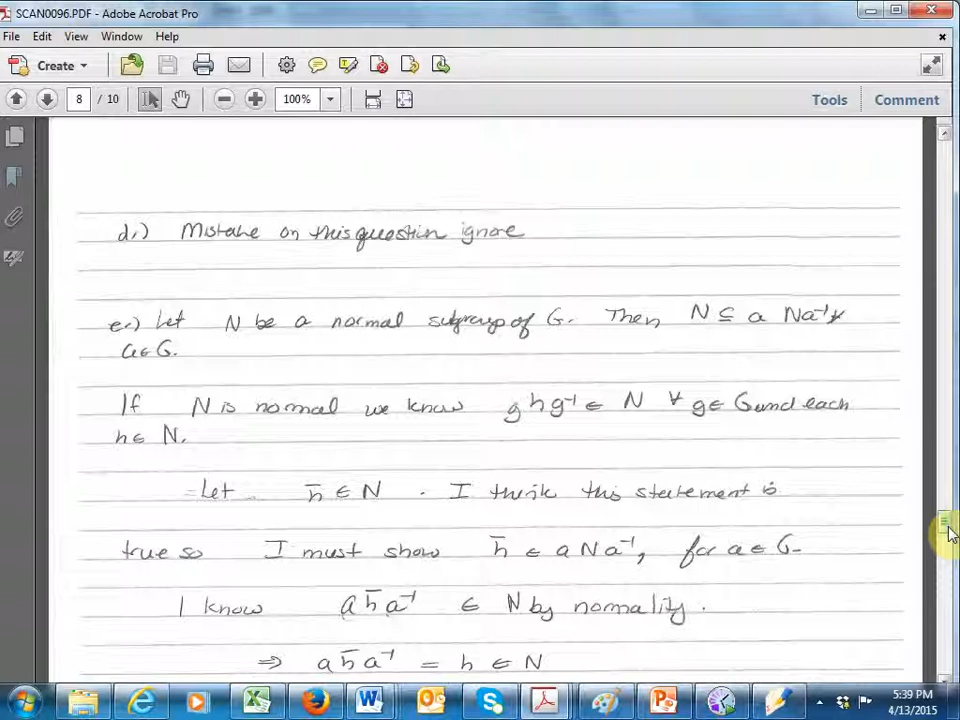 SCAN0096.PDF - Adobe Acrobat Pro
File Edit View Window Help
Create
8 / 10 100% Tools Comment
d.) Mistake on this question ignore
e.) Let N be a normal subgroup of G. Then N ⊆ a Na⁻¹ ∀
a ∈ G.
If N is normal we know g h g⁻¹ ∈ N ∀ g ∈ G and each
h ∈ N.
Let h̄ ∈ N . I think this statement is
true so I must show h̄ ∈ a N a⁻¹, for a ∈ G.
I know a h̄ a⁻¹ ∈ N by normality.
⇒ a h̄ a⁻¹ = h ∈ N
5:39 PM
4/13/2015